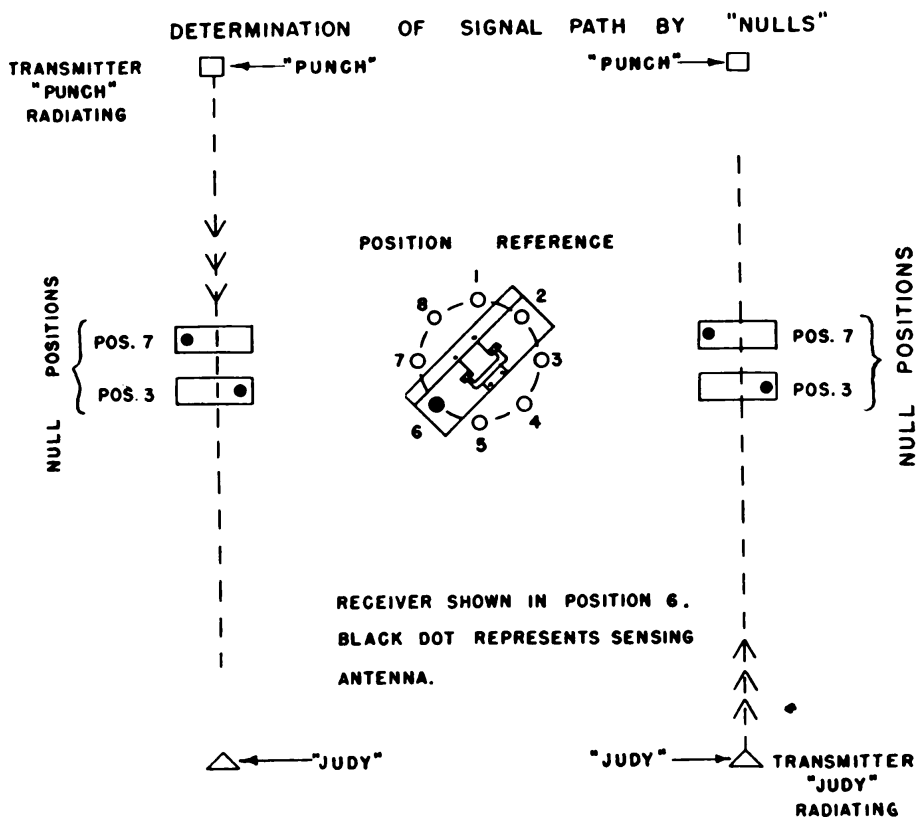 DETERMINATION OF SIGNAL PATH BY "NULLS"
TRANSMITTER
"PUNCH"
RADIATING
"PUNCH"
"PUNCH"
POSITION REFERENCE
1
2
3
4
5
6
7
8
NULL POSITIONS
POS. 7
POS. 3
POS. 7
POS. 3
NULL POSITIONS
RECEIVER SHOWN IN POSITION 6.
BLACK DOT REPRESENTS SENSING
ANTENNA.
"JUDY"
"JUDY"
TRANSMITTER
"JUDY"
RADIATING